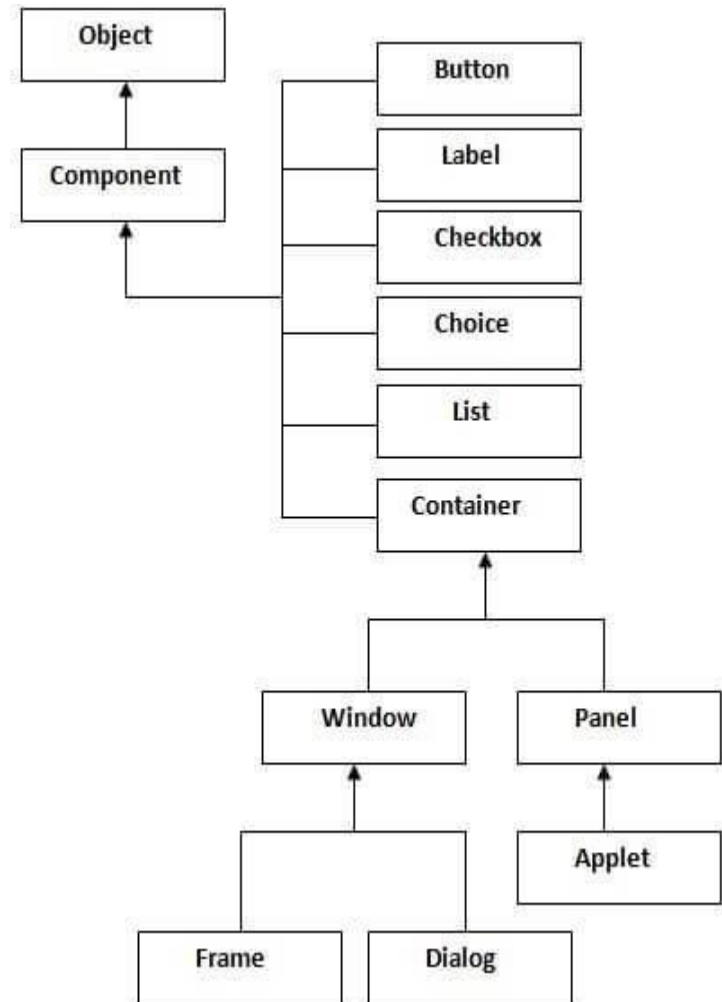 Object
Component
Button
Label
Checkbox
Choice
List
Container
Window
Panel
Applet
Frame
Dialog